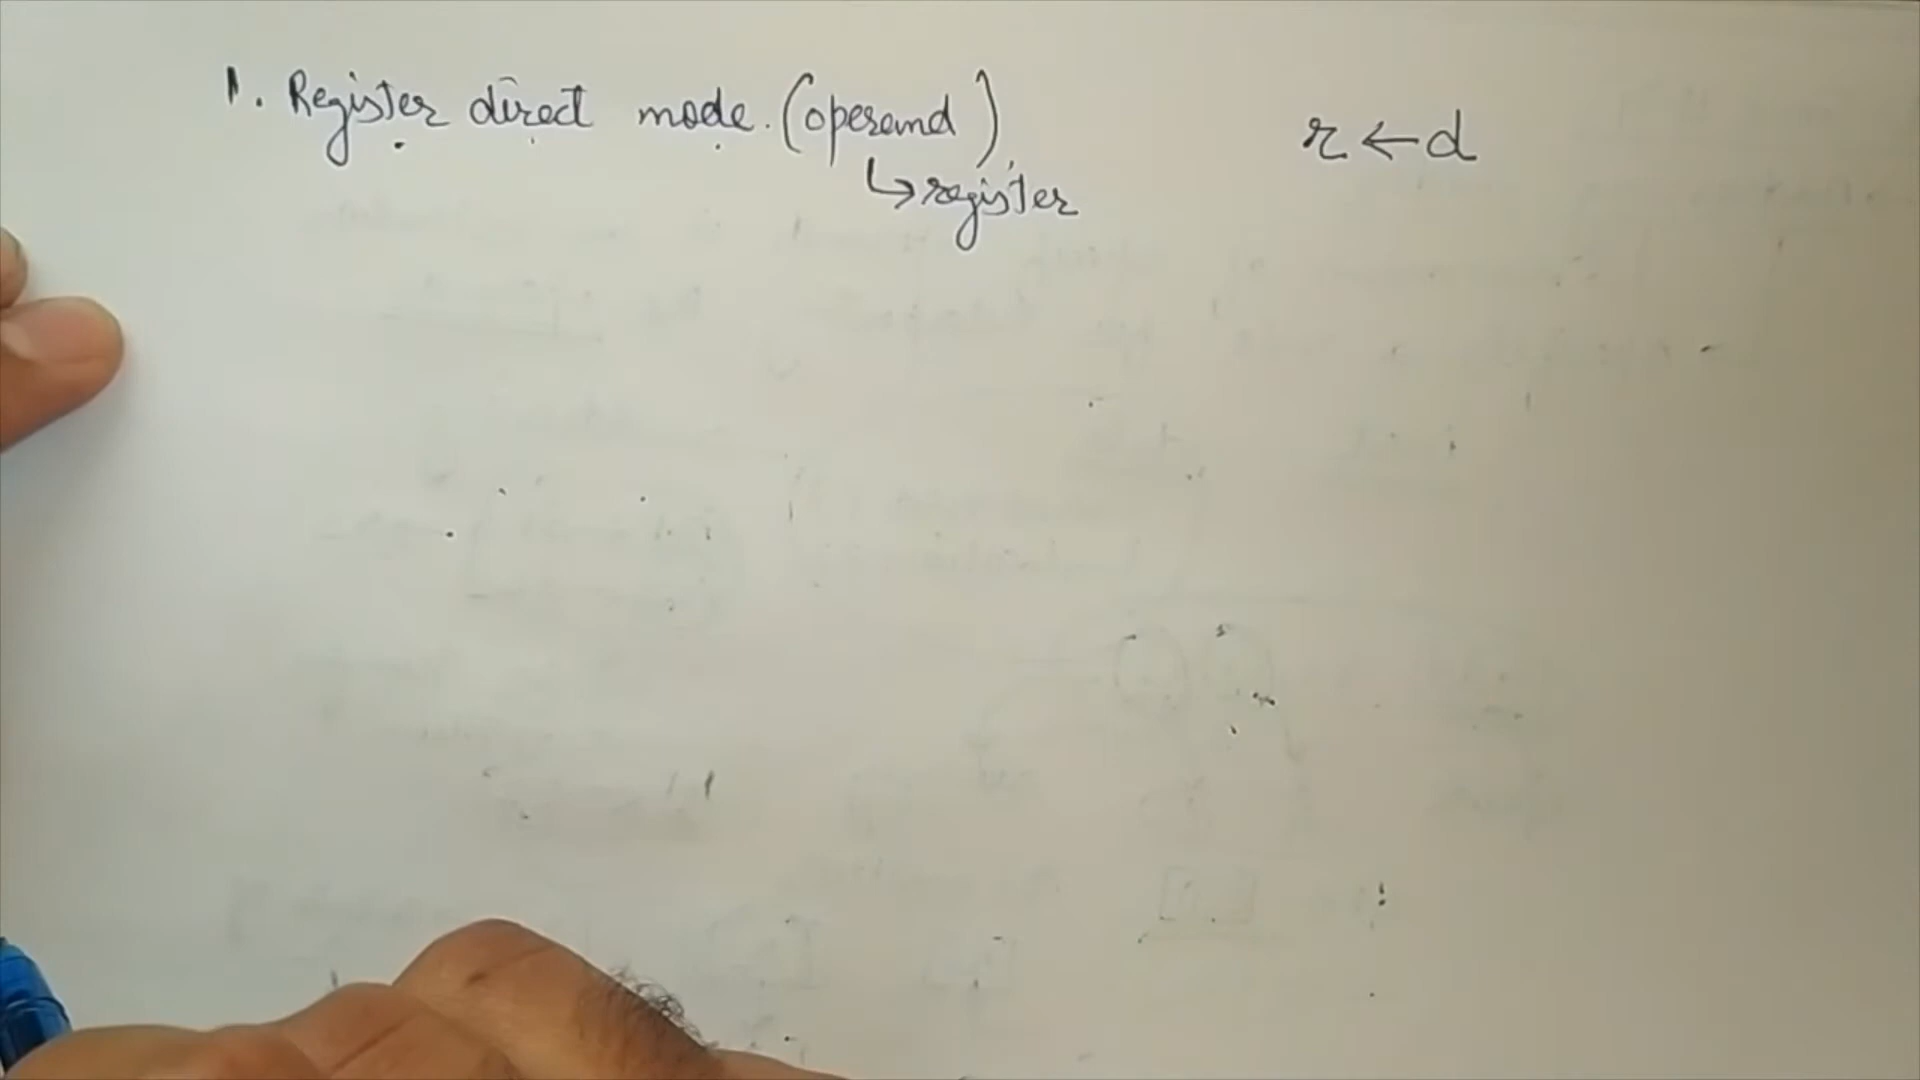 1. Register direct mode. (operand) r ← d
↳ register